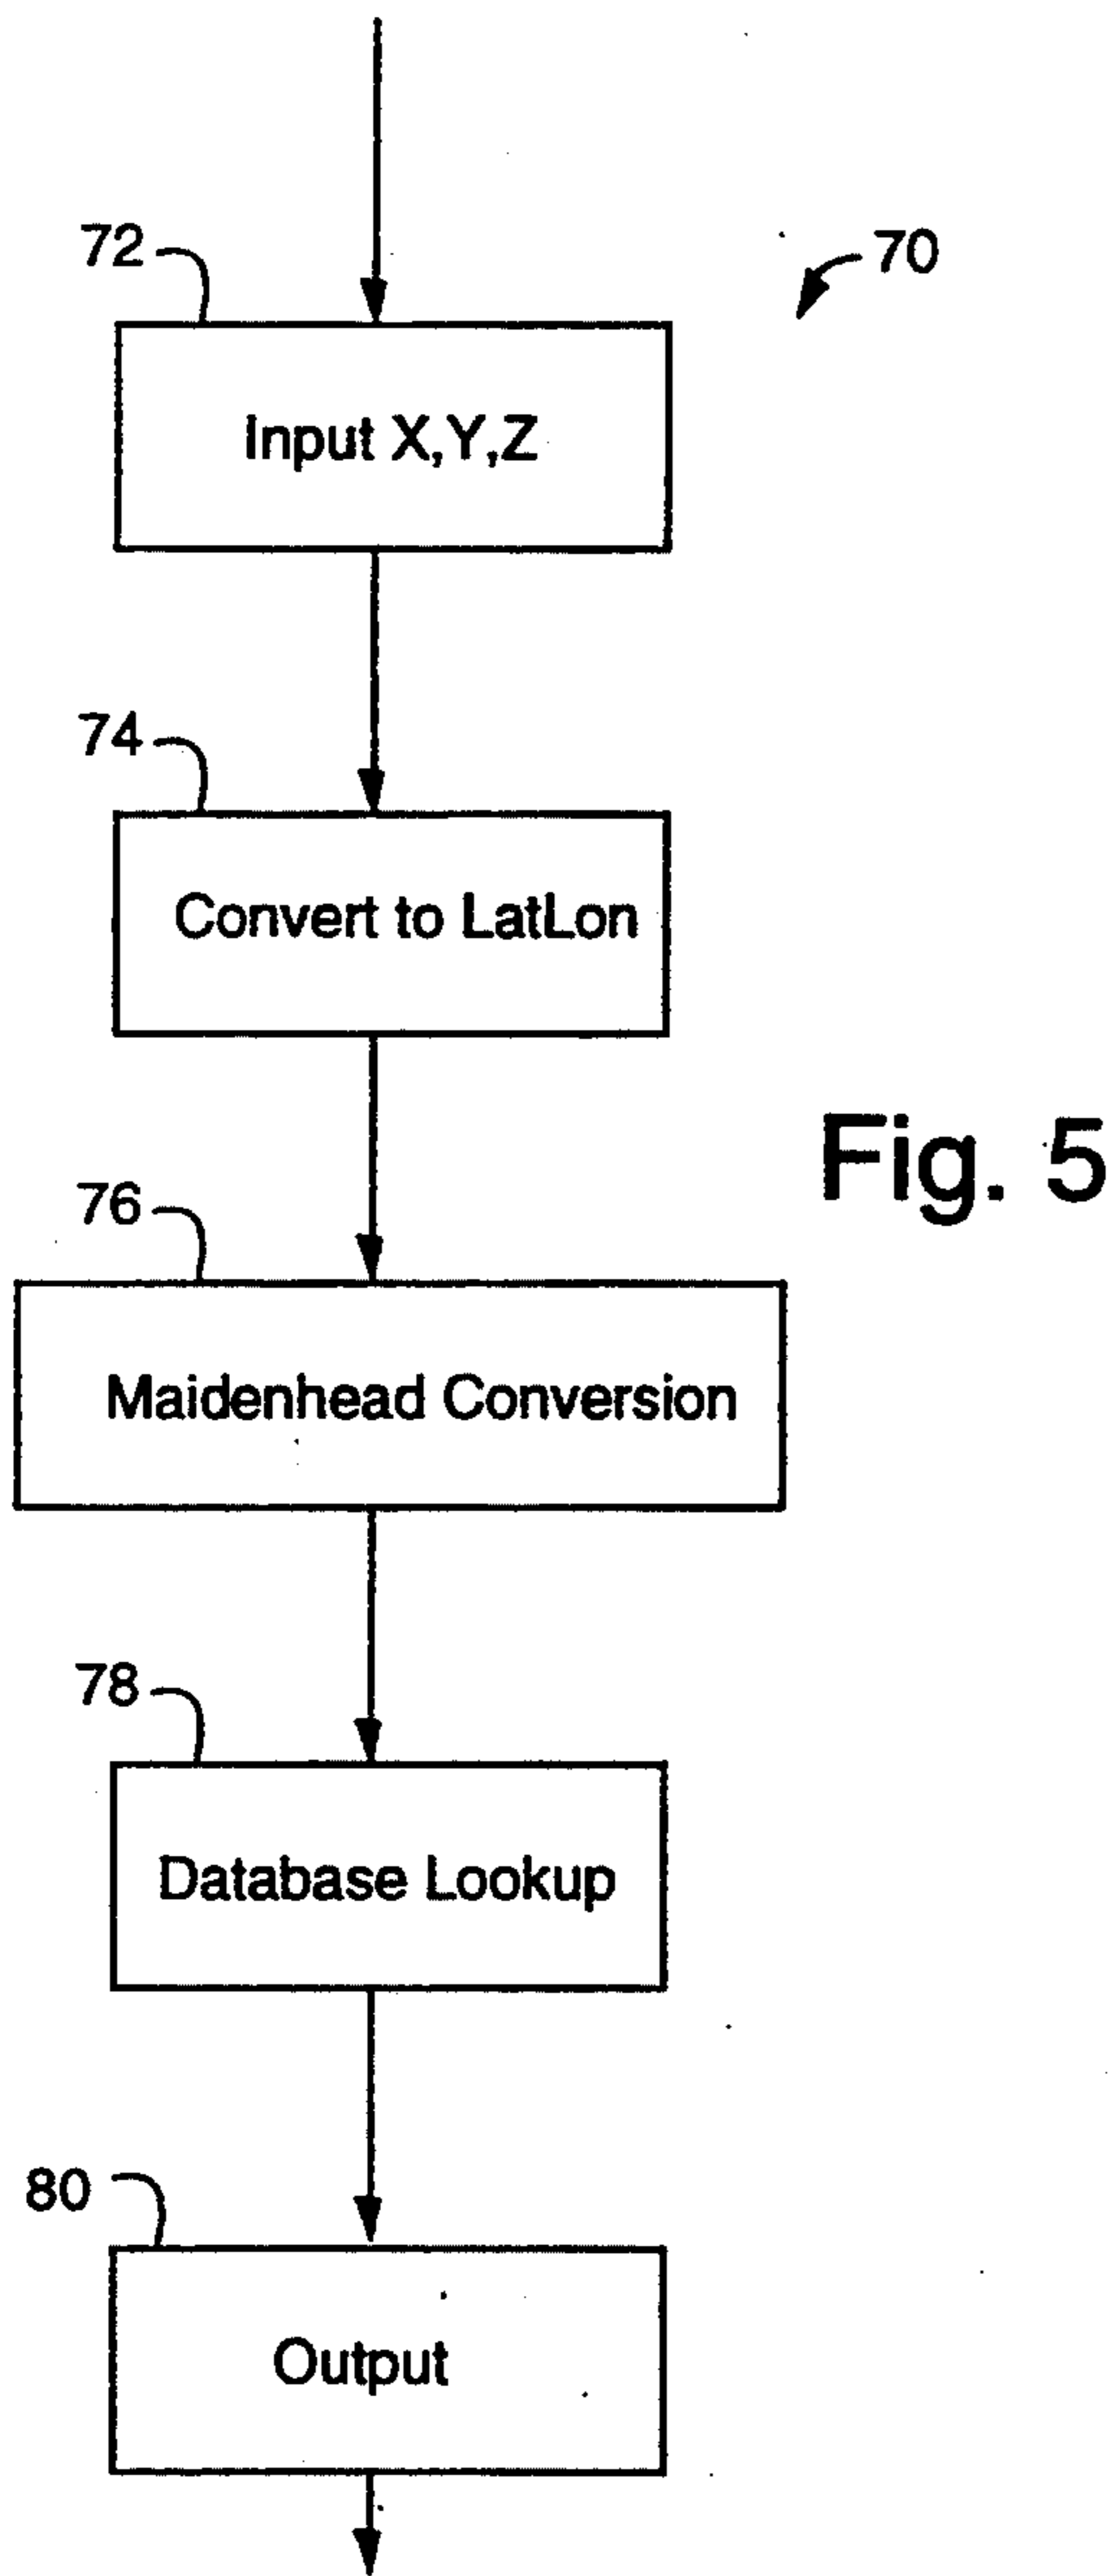 72
70
Input X,Y,Z
74
Convert to LatLon
Fig. 5
76
Maidenhead Conversion
78
Database Lookup
80
Output